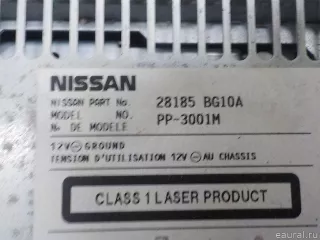 NISSAN
NISSAN PART No. 28185 BG10A
MODEL NO. PP-3001M
No DE MODELE
12V⊖GROUND
TENSION D'UTILISATION 12V⊖AU CHASSIS
CLASS 1 LASER PRODUCT
eaural.ru